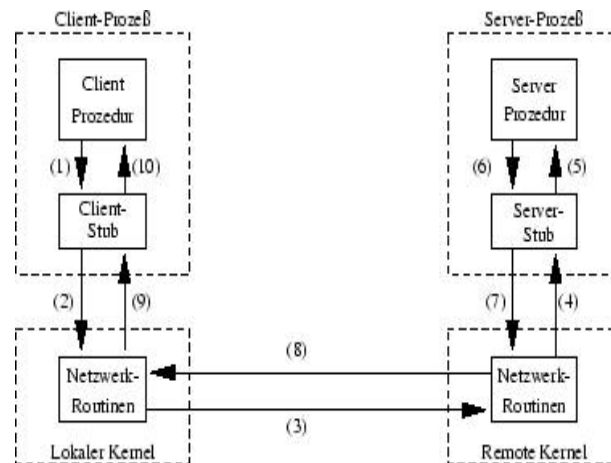 Client-Prozeß
Server-Prozeß
Client
Prozedur
Server
Prozedur
(1)
(10)
(6)
(5)
Client-
Stub
Server-
Stub
(2)
(9)
(7)
(4)
(8)
Netzwerk-
Routinen
Netzwerk-
Routinen
(3)
Lokaler Kernel
Remote Kernel